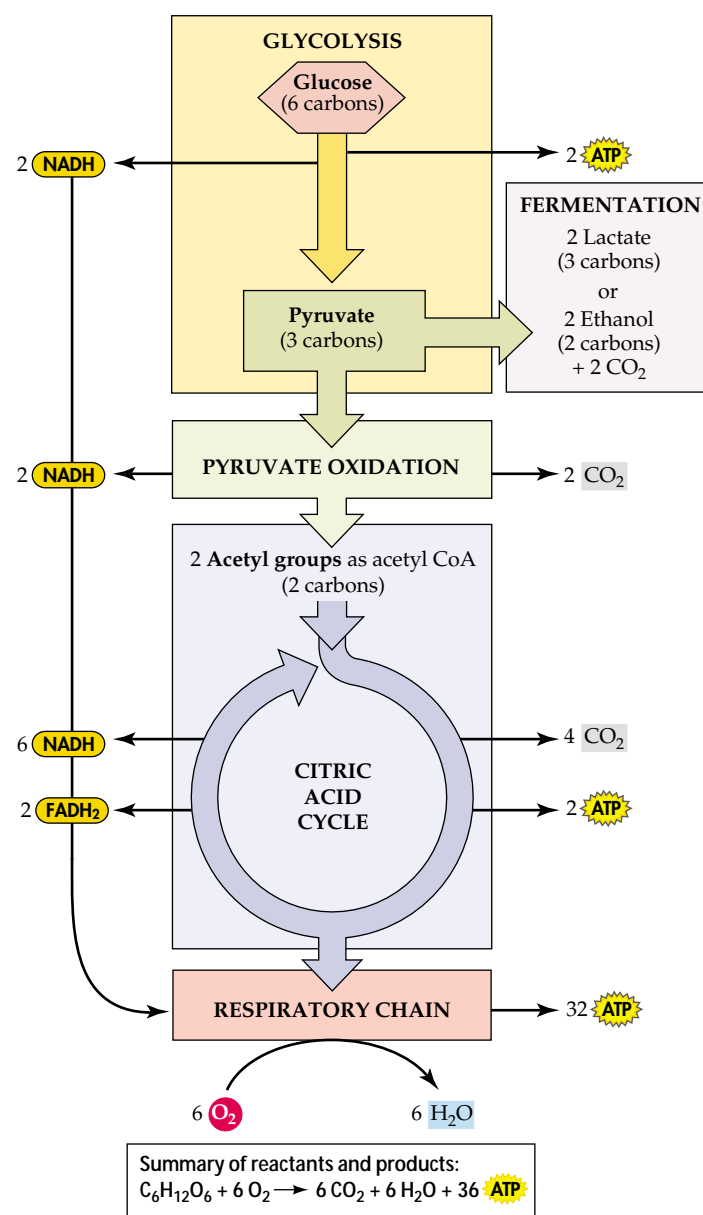 GLYCOLYSIS
Glucose
(6 carbons)
2 NADH
2 ATP
FERMENTATION
2 Lactate
(3 carbons)
or
2 Ethanol
(2 carbons)
+ 2 CO₂
Pyruvate
(3 carbons)
2 NADH
PYRUVATE OXIDATION
2 CO₂
2 Acetyl groups as acetyl CoA
(2 carbons)
6 NADH
4 CO₂
CITRIC
ACID
CYCLE
2 FADH₂
2 ATP
RESPIRATORY CHAIN
32 ATP
6 O₂
6 H₂O
Summary of reactants and products:
C₆H₁₂O₆ + 6 O₂ → 6 CO₂ + 6 H₂O + 36 ATP